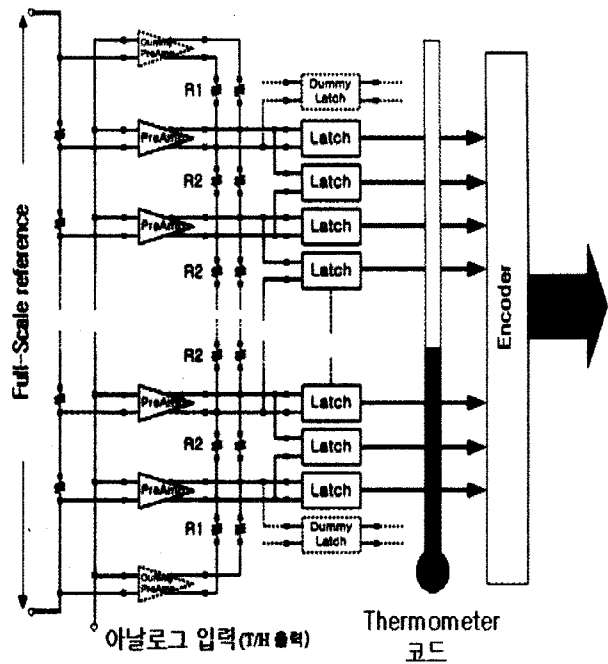 Dummy
PreAmp
R1
Dummy
Latch
PreAmp
Latch
R2
Latch
PreAmp
Latch
R2
Latch
Full-Scale reference
Encoder
R2
PreAmp
Latch
R2
Latch
PreAmp
Latch
R1
Dummy
Latch
Dummy
PreAmp
아날로그 입력(T/H 출력)
Thermometer
코드